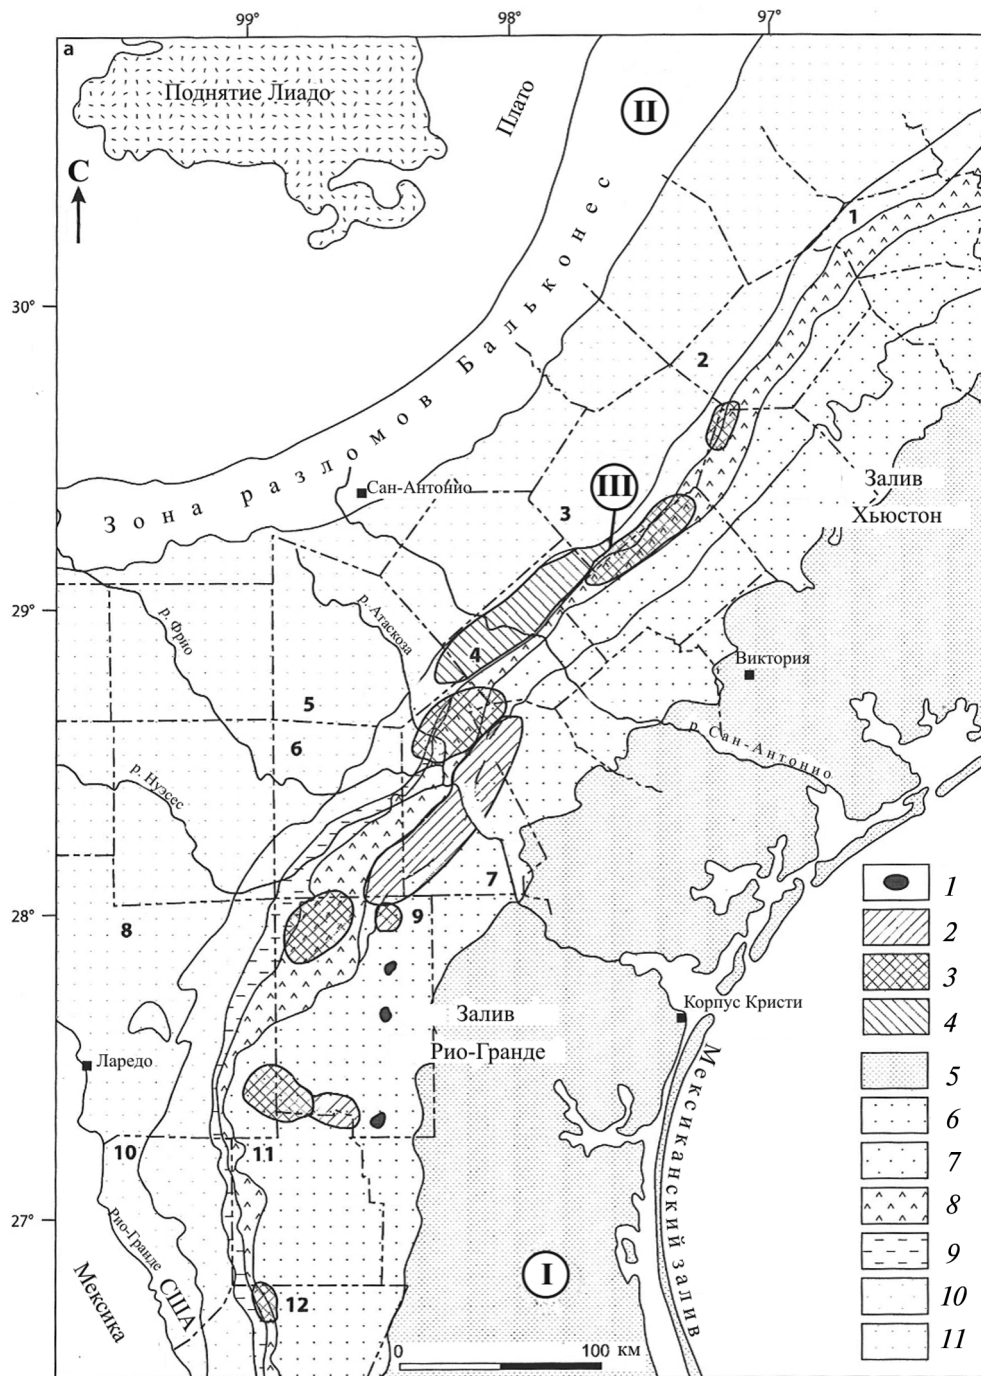 99°
98°
97°
а
Поднятие Лиадо
Плато
II
С
1
Зона разломов Бальконес
30°
2
Сан-Антонио
III
3
Залив
Хьюстон
29°
р. Фрио
р. Атаскоза
4
Виктория
5
6
р. Сан-Антонио
р. Нуэсес
7
28°
8
9
Залив
Рио-Гранде
Корпус Кристи
Ларедо
Мексиканский залив
10
11
27°
Рио-Гранде
США
Мексика
I
12
0
100 км
1
2
3
4
5
6
7
8
9
10
11